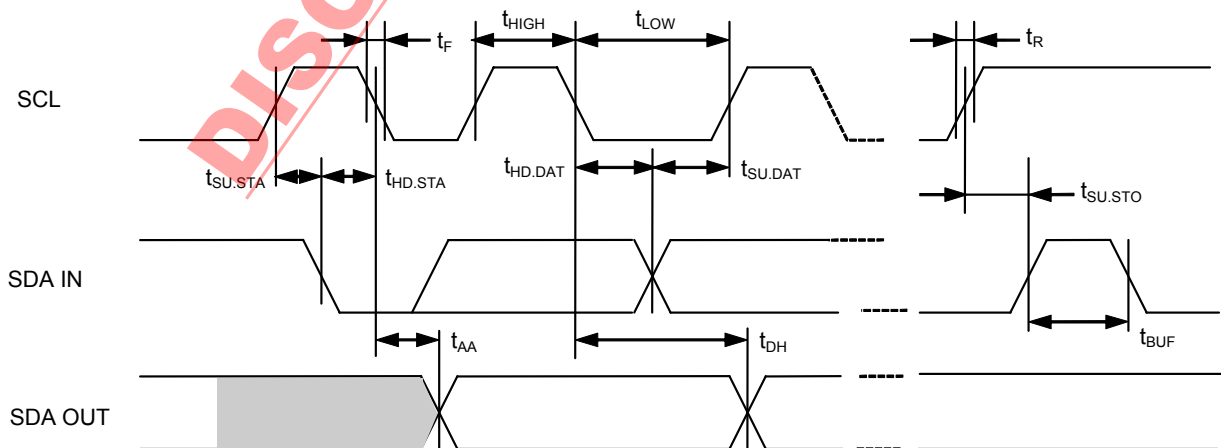 tHIGH tLOW
tF tR
SCL
tSU.STA tHD.STA tHD.DAT tSU.DAT
tSU.STO
SDA IN
tAA tDH tBUF
SDA OUT
DISC